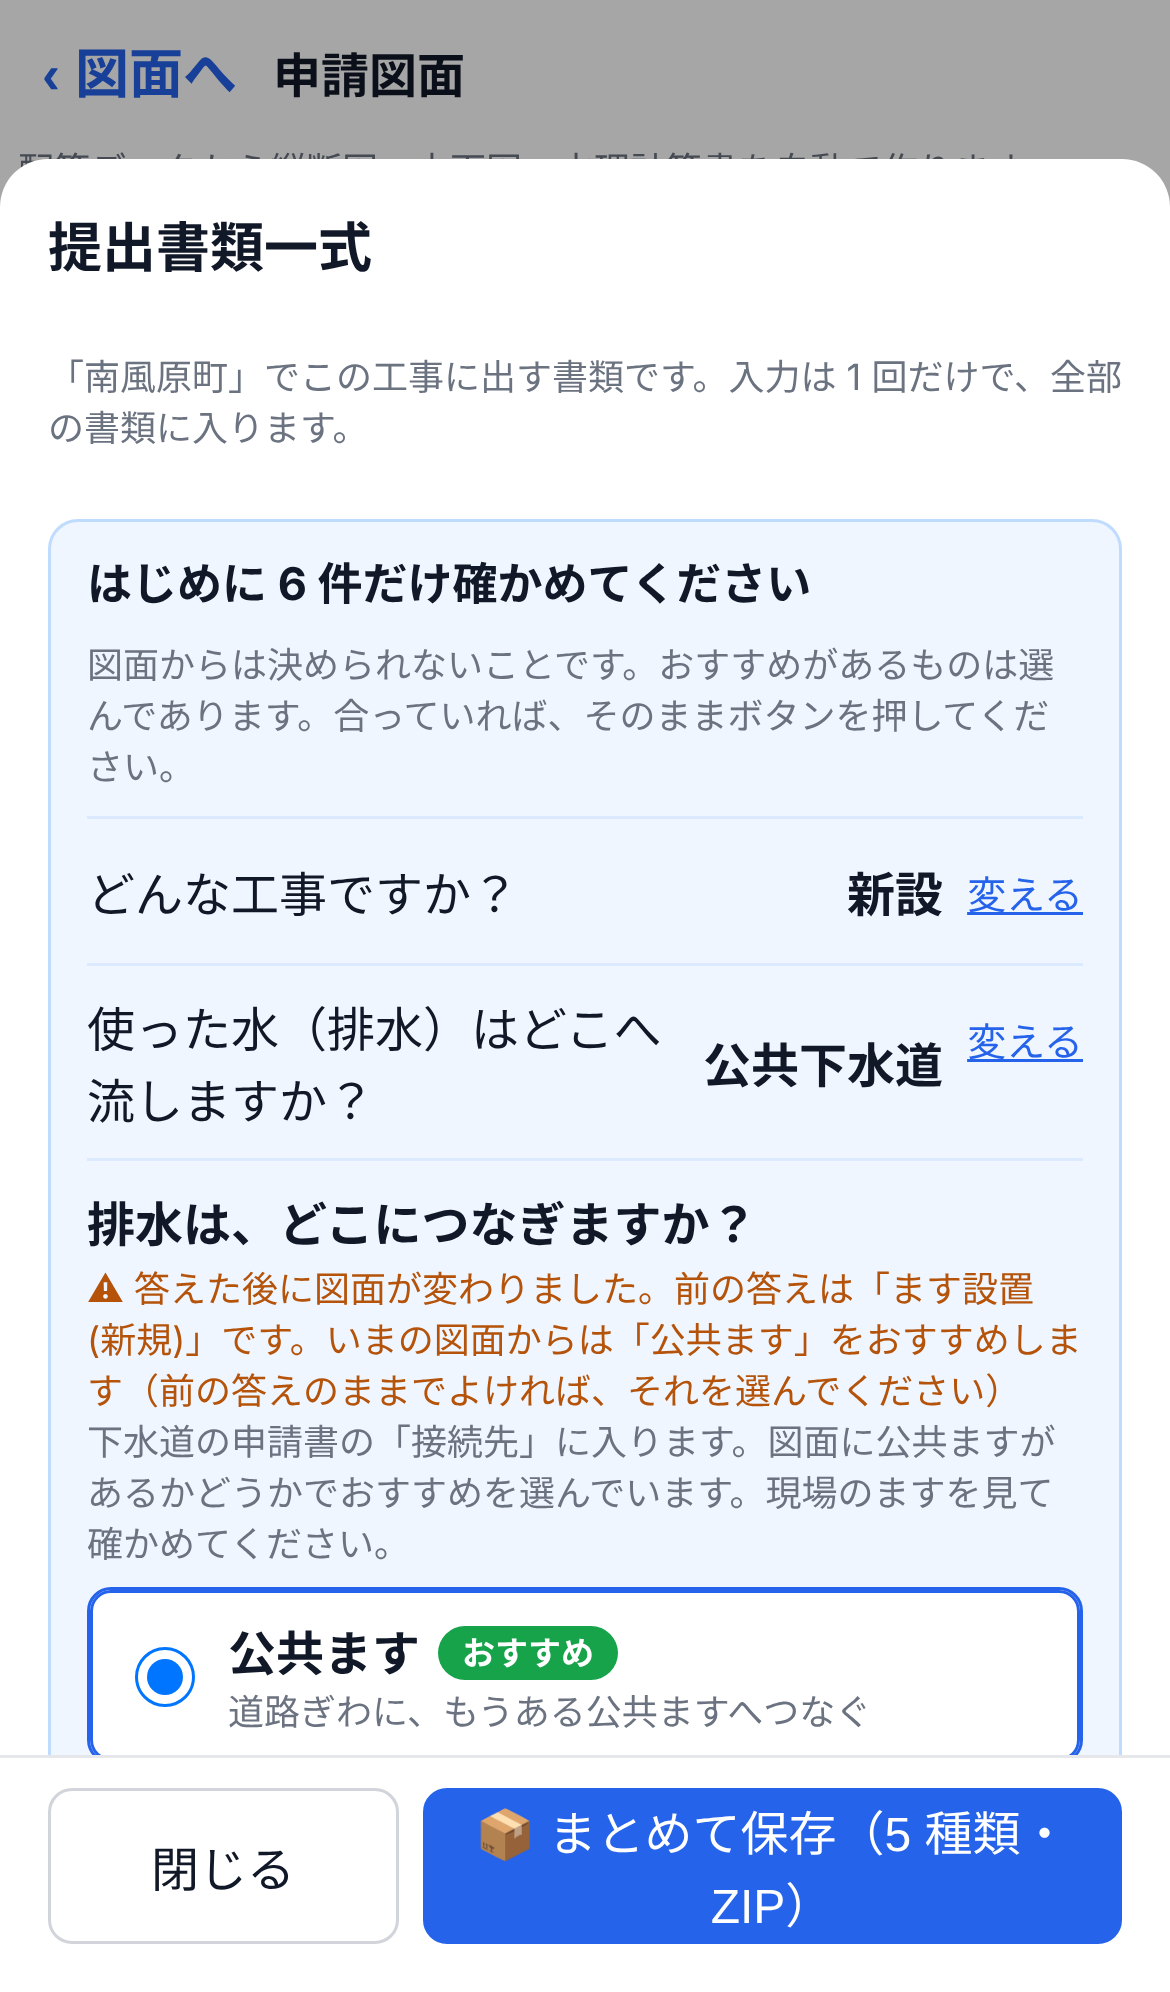 ‹ 図面へ 申請図面
提出書類一式
「南風原町」でこの工事に出す書類です。入力は 1 回だけで、全部
の書類に入ります。
はじめに 6 件だけ確かめてください
図面からは決められないことです。おすすめがあるものは選
んであります。合っていれば、そのままボタンを押してくだ
さい。
どんな工事ですか？ 新設 変える
使った水（排水）はどこへ
流しますか？ 公共下水道 変える
排水は、どこにつなぎますか？
⚠ 答えた後に図面が変わりました。前の答えは「ます設置
(新規)」です。いまの図面からは「公共ます」をおすすめしま
す（前の答えのままでよければ、それを選んでください）
下水道の申請書の「接続先」に入ります。図面に公共ますが
あるかどうかでおすすめを選んでいます。現場のますを見て
確かめてください。
公共ます おすすめ
道路ぎわに、もうある公共ますへつなぐ
閉じる
📦 まとめて保存（5 種類・
ZIP）